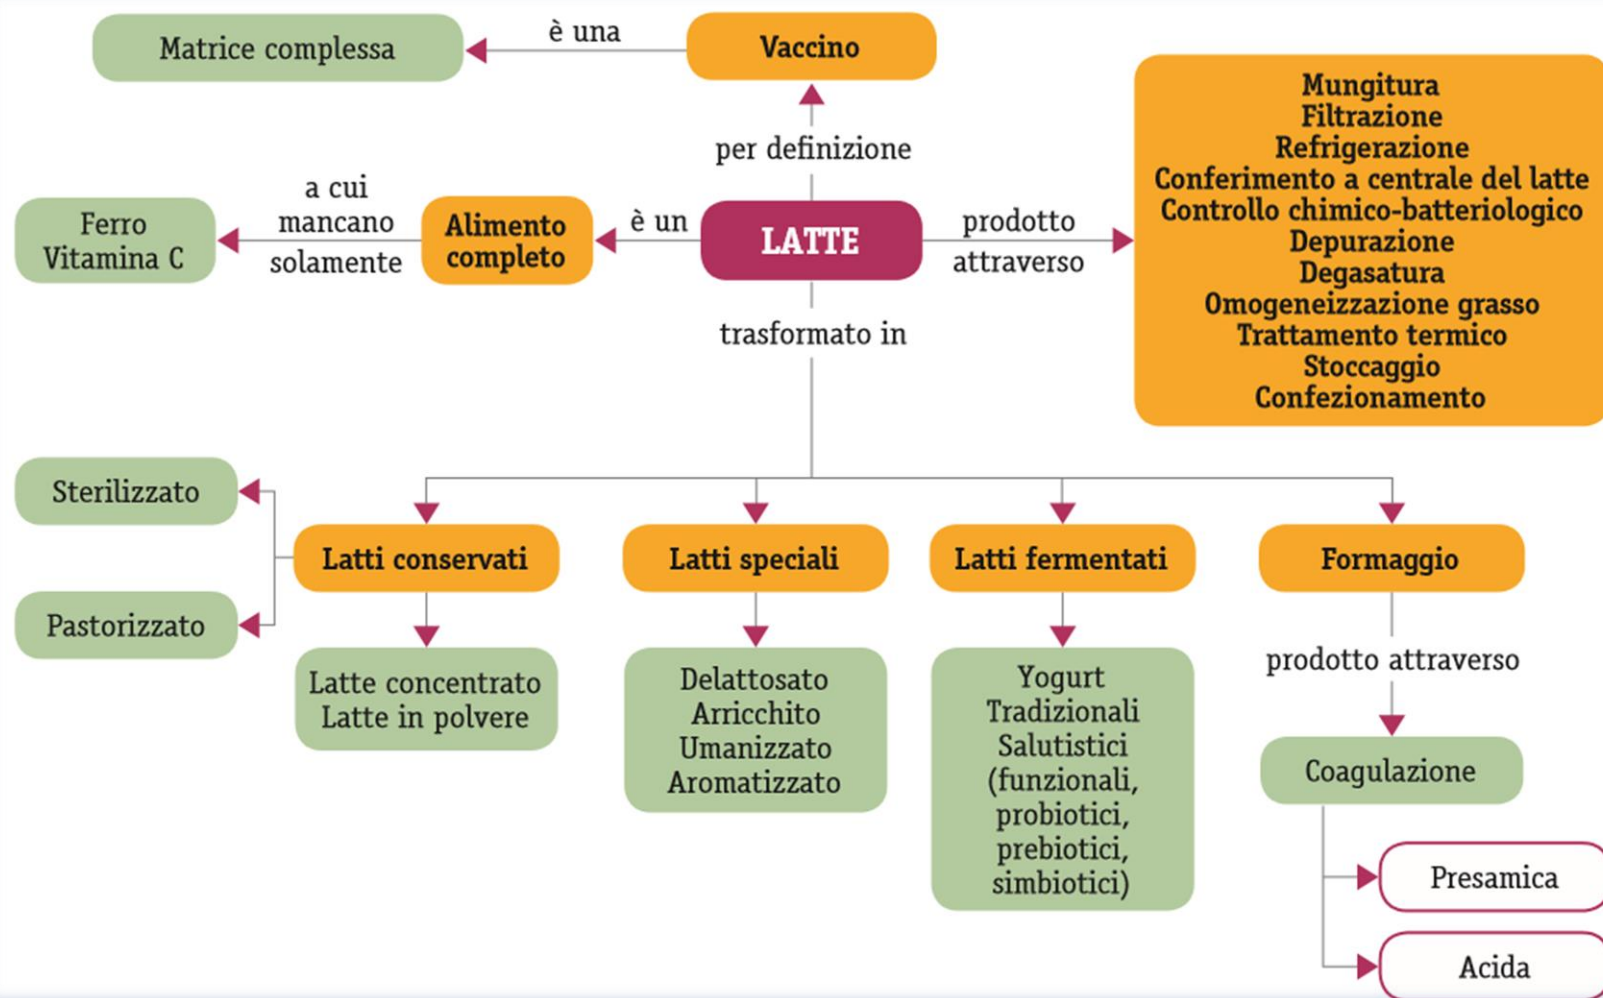 Matrice complessa
è una
Vaccino
per definizione
Mungitura
Filtrazione
Refrigerazione
Conferimento a centrale del latte
Controllo chimico-batteriologico
Depurazione
Degasatura
Omogeneizzazione grasso
Trattamento termico
Stoccaggio
Confezionamento
Ferro
Vitamina C
a cui
mancano
solamente
Alimento
completo
è un
LATTE
prodotto
attraverso
trasformato in
Sterilizzato
Pastorizzato
Latti conservati
Latti speciali
Latti fermentati
Formaggio
Latte concentrato
Latte in polvere
Delattosato
Arricchito
Umanizzato
Aromatizzato
Yogurt
Tradizionali
Salutistici
(funzionali,
probiotici,
prebiotici,
simbiotici)
prodotto attraverso
Coagulazione
Presamica
Acida